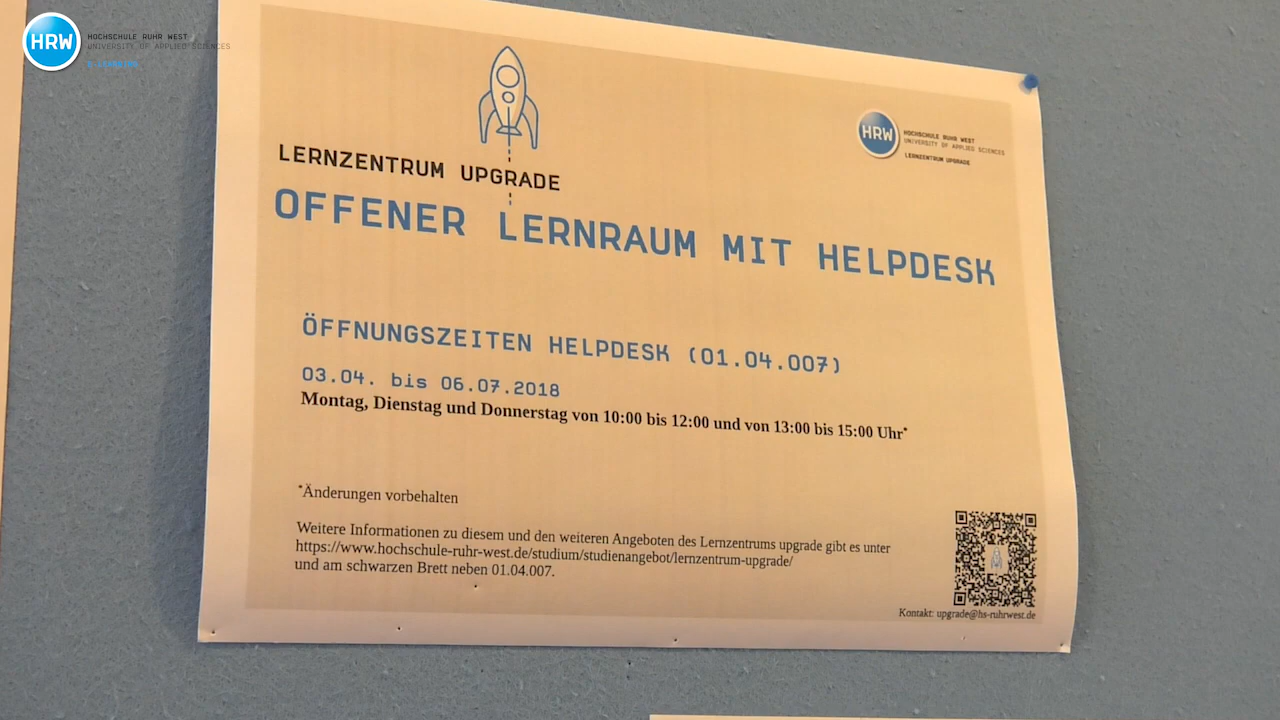 HRW
HOCHSCHULE RUHR WEST
UNIVERSITY OF APPLIED SCIENCES
E-LEARNING
HRW
HOCHSCHULE RUHR WEST
UNIVERSITY OF APPLIED SCIENCES
LERNZENTRUM UPGRADE
LERNZENTRUM UPGRADE
OFFENER LERNRAUM MIT HELPDESK
ÖFFNUNGSZEITEN HELPDESK (01.04.007)
03.04. bis 06.07.2018
Montag, Dienstag und Donnerstag von 10:00 bis 12:00 und von 13:00 bis 15:00 Uhr*
*Änderungen vorbehalten
Weitere Informationen zu diesem und den weiteren Angeboten des Lernzentrums upgrade gibt es unter
https://www.hochschule-ruhr-west.de/studium/studienangebot/lernzentrum-upgrade/
und am schwarzen Brett neben 01.04.007.
Kontakt: upgrade@hs-ruhrwest.de